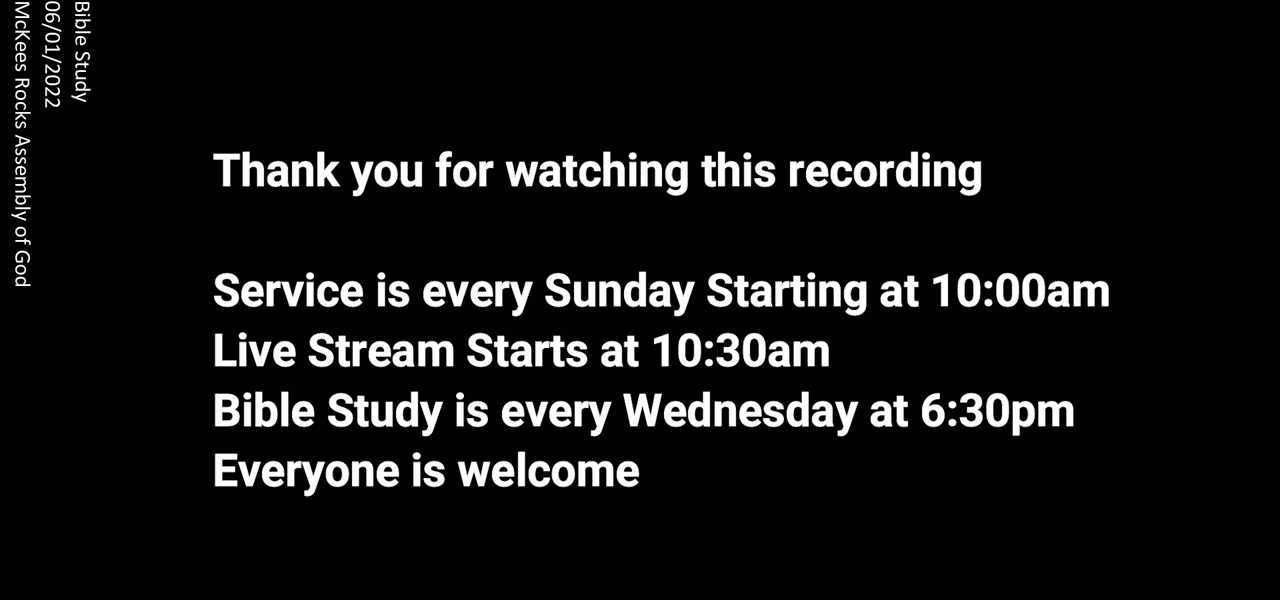 Bible Study
06/01/2022
McKees Rocks Assembly of God
Thank you for watching this recording
Service is every Sunday Starting at 10:00am
Live Stream Starts at 10:30am
Bible Study is every Wednesday at 6:30pm
Everyone is welcome